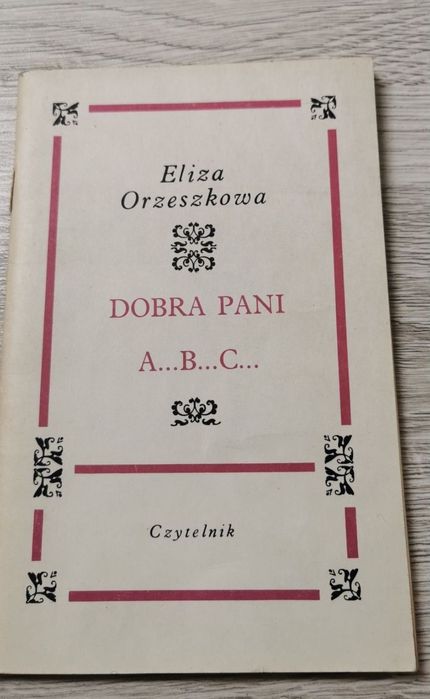 Eliza
Orzeszkowa
DOBRA PANI
A...B...C...
Czytelnik